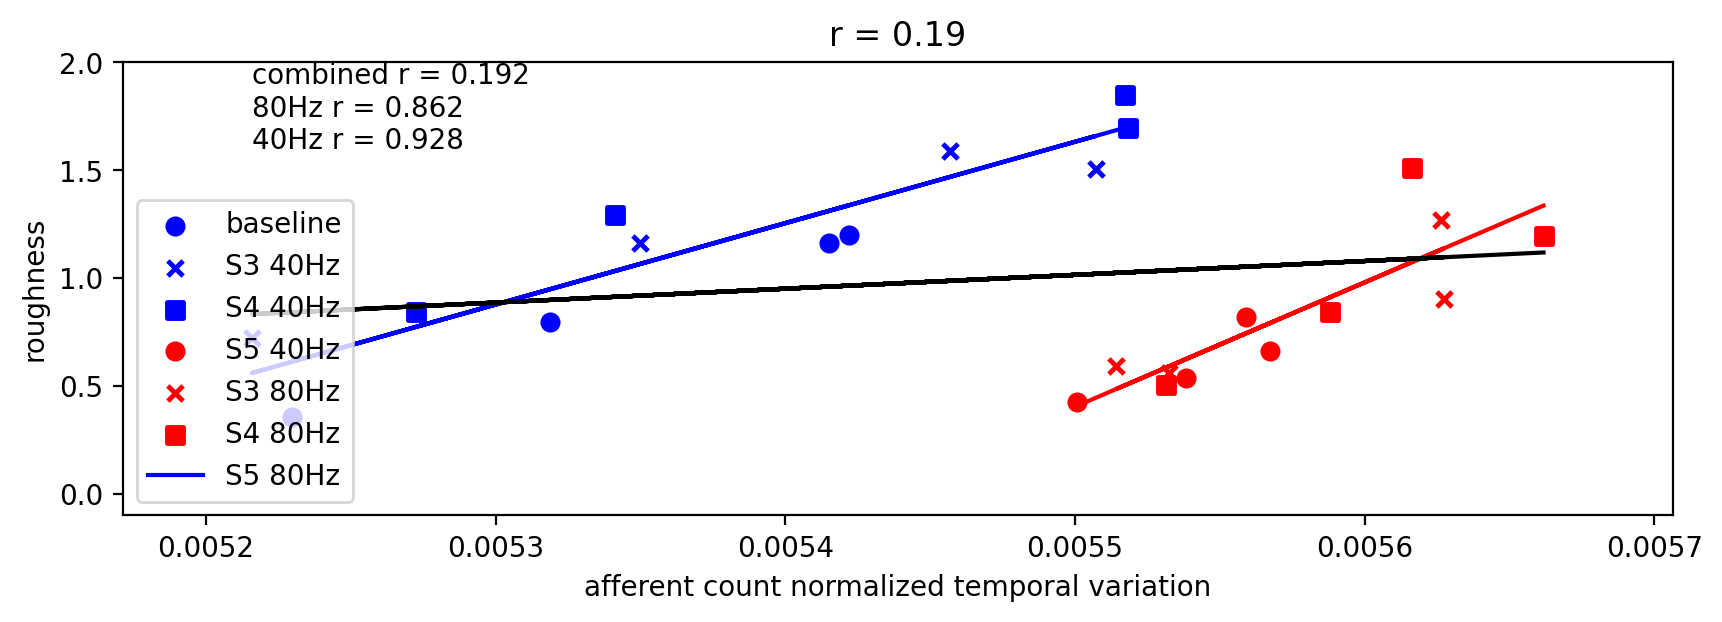 r = 0.19
combined r = 0.192
80Hz r = 0.862
40Hz r = 0.928
2.0
1.5
1.0
0.5
0.0
roughness
baseline
S3 40Hz
S4 40Hz
S5 40Hz
S3 80Hz
S4 80Hz
S5 80Hz
0.0052 0.0053 0.0054 0.0055 0.0056 0.0057
afferent count normalized temporal variation